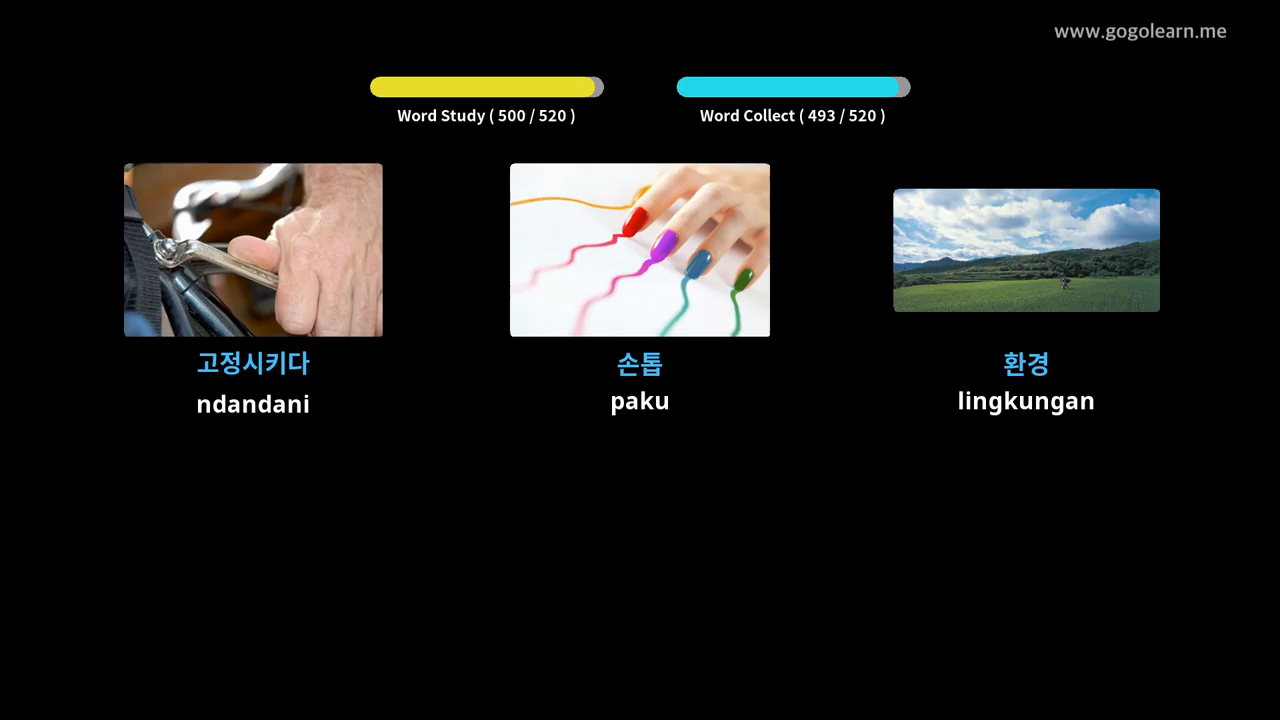 www.gogolearn.me
Word Study ( 500 / 520 )
Word Collect ( 493 / 520 )
고정시키다
ndandani
손톱
paku
환경
lingkungan